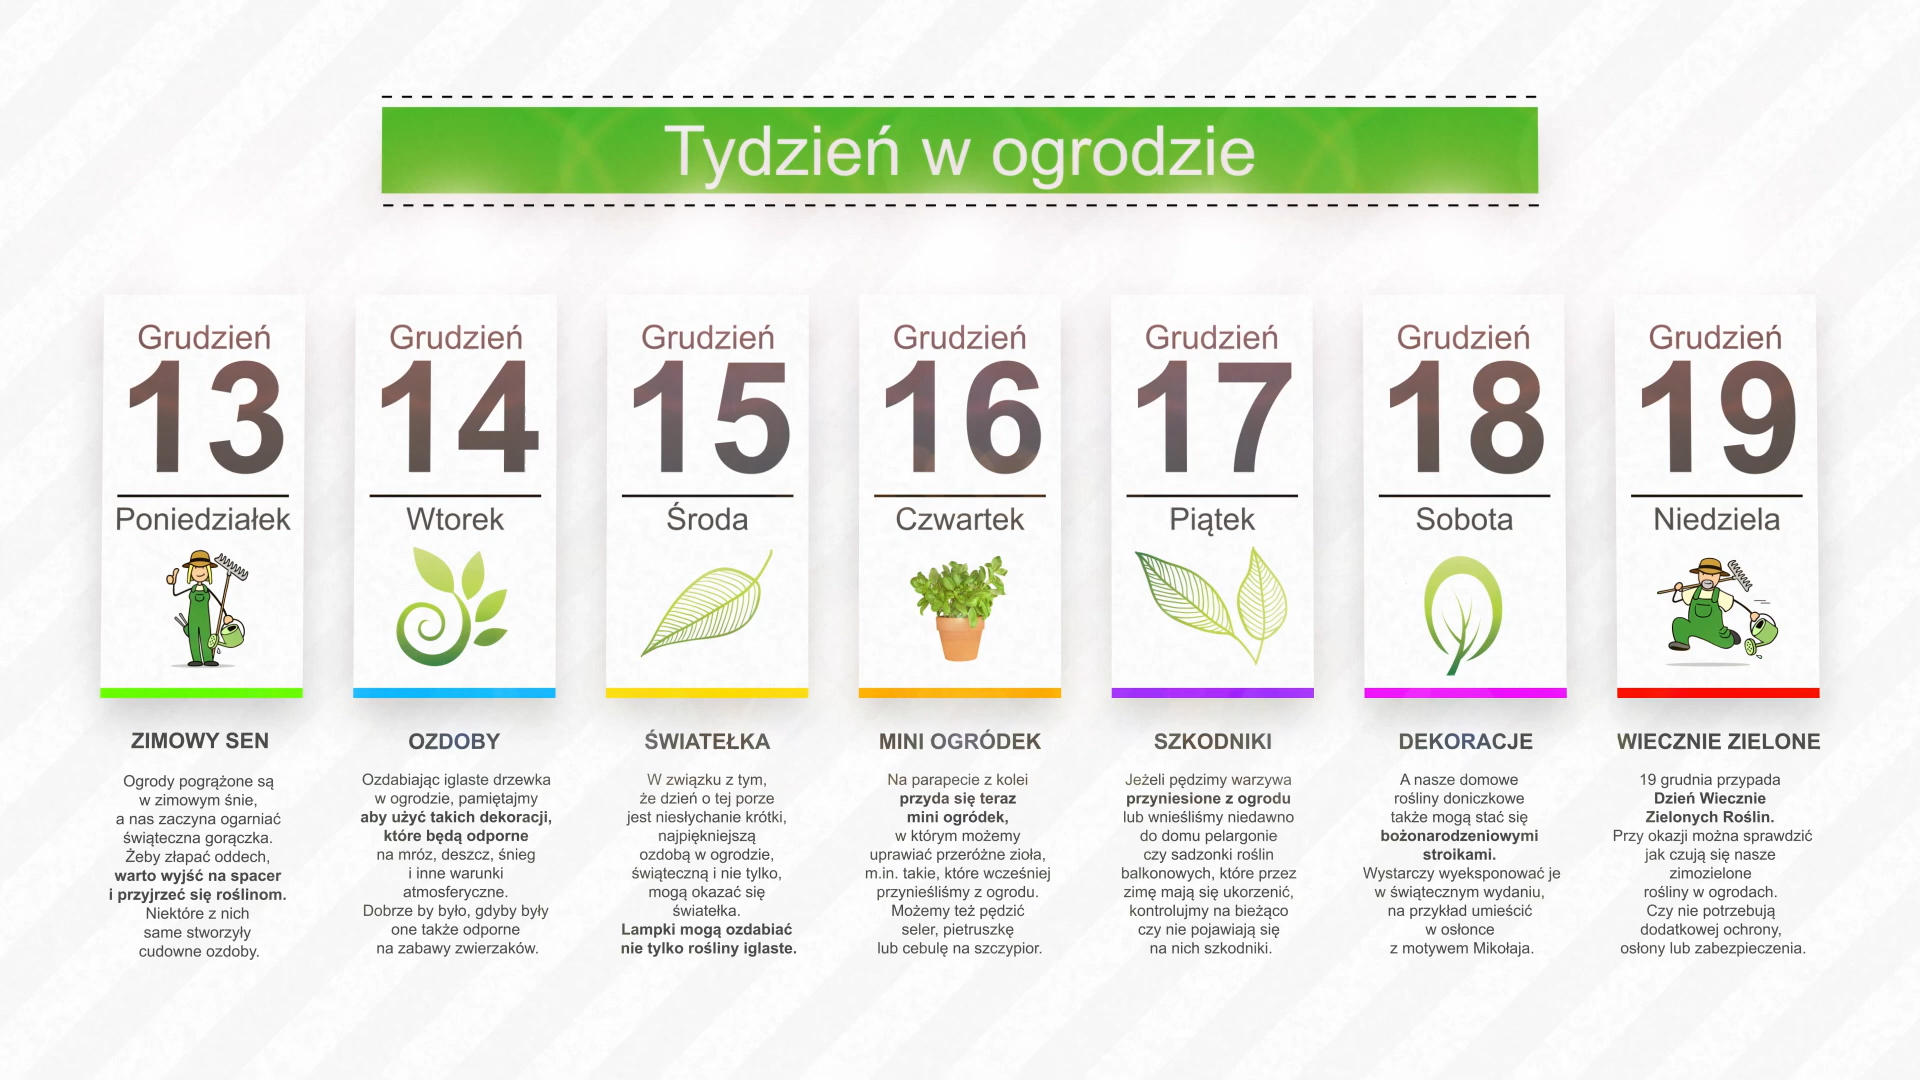 Tydzień w ogrodzie
Grudzień
13
Poniedziałek
ZIMOWY SEN
Ogrody pogrążone są
w zimowym śnie,
a nas zaczyna ogarniać
świąteczna gorączka.
Żeby złapać oddech,
warto wyjść na spacer
i przyjrzeć się roślinom.
Niektóre z nich
same stworzyły
cudowne ozdoby.
Grudzień
14
Wtorek
OZDOBY
Ozdabiając iglaste drzewka
w ogrodzie, pamiętajmy
aby użyć takich dekoracji,
które będą odporne
na mróz, deszcz, śnieg
i inne warunki
atmosferyczne.
Dobrze by było, gdyby były
one także odporne
na zabawy zwierzaków.
Grudzień
15
Środa
ŚWIATEŁKA
W związku z tym,
że dzień o tej porze
jest niesłychanie krótki,
najpiękniejszą
ozdobą w ogrodzie,
świąteczną i nie tylko,
mogą okazać się
światełka.
Lampki mogą ozdabiać
nie tylko rośliny iglaste.
Grudzień
16
Czwartek
MINI OGRÓDEK
Na parapecie z kolei
przyda się teraz
mini ogródek,
w którym możemy
uprawiać przeróżne zioła,
m.in. takie, które wcześniej
przynieśliśmy z ogrodu.
Możemy też pędzić
seler, pietruszkę
lub cebulę na szczypior.
Grudzień
17
Piątek
SZKODNIKI
Jeżeli pędzimy warzywa
przyniesione z ogrodu
lub wnieśliśmy niedawno
do domu pelargonie
czy sadzonki roślin
balkonowych, które przez
zimę mają się ukorzenić,
kontrolujmy na bieżąco
czy nie pojawiają się
na nich szkodniki.
Grudzień
18
Sobota
DEKORACJE
A nasze domowe
rośliny doniczkowe
także mogą stać się
bożonarodzeniowymi
stroikami.
Wystarczy wyeksponować je
w świątecznym wydaniu,
na przykład umieścić
w osłonce
z motywem Mikołaja.
Grudzień
19
Niedziela
WIECZNIE ZIELONE
19 grudnia przypada
Dzień Wiecznie
Zielonych Roślin.
Przy okazji można sprawdzić
jak czują się nasze
zimozielone
rośliny w ogrodach.
Czy nie potrzebują
dodatkowej ochrony,
osłony lub zabezpieczenia.